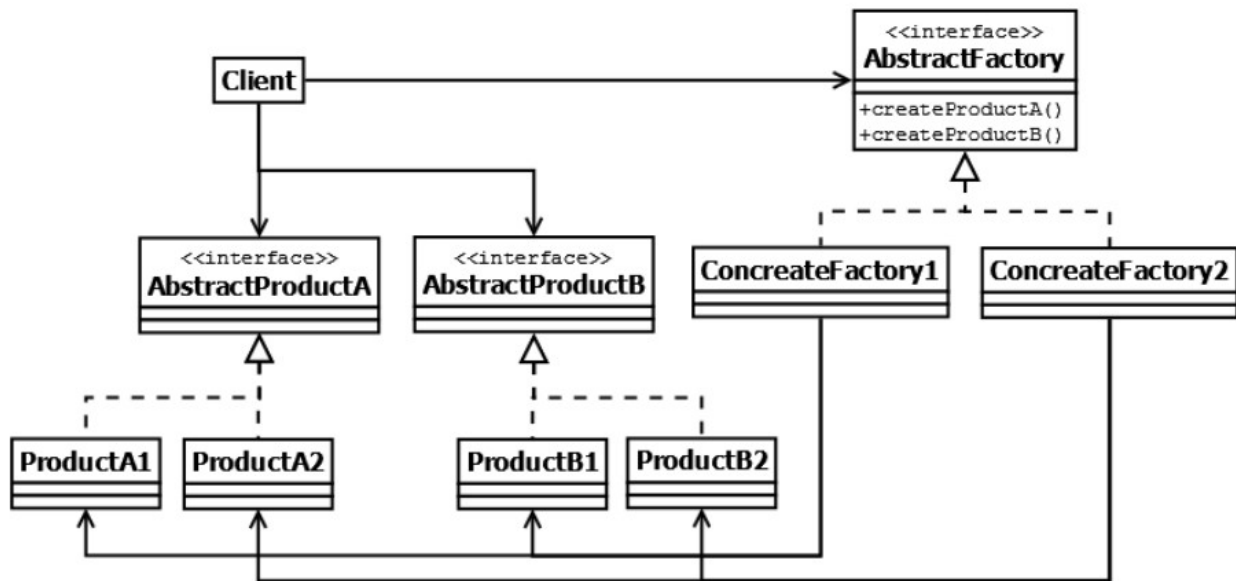 <<interface>>
AbstractFactory
Client
+createProductA()
+createProductB()
<<interface>>
AbstractProductA
<<interface>>
AbstractProductB
ConcreateFactory1
ConcreateFactory2
ProductA1
ProductA2
ProductB1
ProductB2